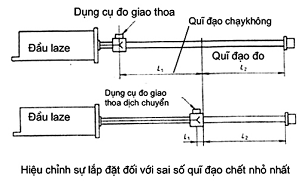 Dụng cụ đo giao thoa
Quĩ đạo chạykhông
Đầu laze
Quĩ đạo đo
L₁
L₂
Dụng cụ đo giao
thoa dịch chuyển
Đầu laze
L₁
L₂
Hiệu chỉnh sự lắp đặt đối với sai số quĩ đạo chết nhỏ nhất